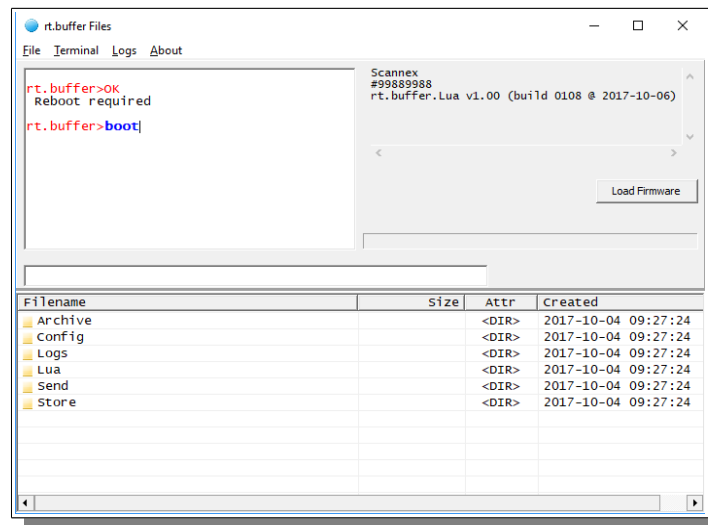 rt.buffer Files
File Terminal Logs About
rt.buffer>OK
Reboot required
rt.buffer>boot
Scannex
#99889988
rt.buffer.Lua v1.00 (build 0108 @ 2017-10-06)
Load Firmware
Filename Size Attr Created
Archive <DIR> 2017-10-04 09:27:24
Config <DIR> 2017-10-04 09:27:24
Logs <DIR> 2017-10-04 09:27:24
Lua <DIR> 2017-10-04 09:27:24
Send <DIR> 2017-10-04 09:27:24
Store <DIR> 2017-10-04 09:27:24